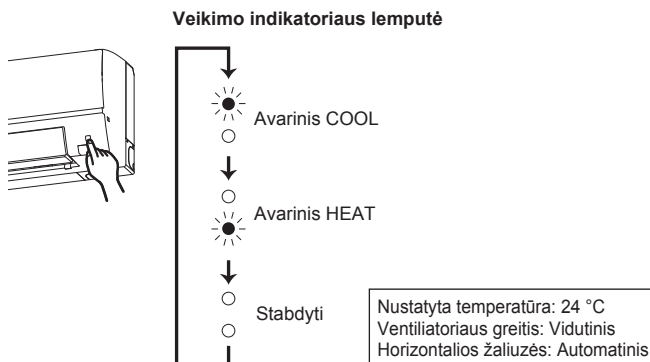 Veikimo indikatoriaus lemputė
Avarinis COOL
Avarinis HEAT
Stabdyti
Nustatyta temperatūra: 24 °C
Ventiliatoriaus greitis: Vidutinis
Horizontalios žaliuzės: Automatinis